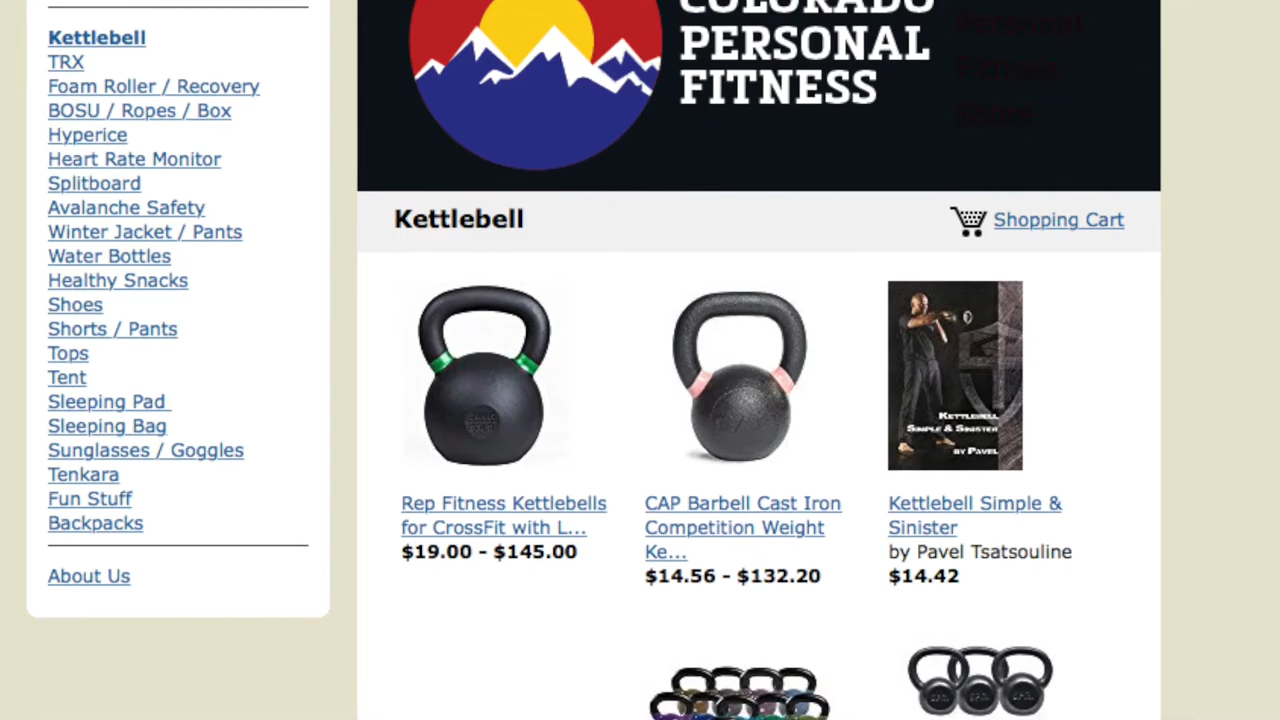 COLORADO
PERSONAL
FITNESS
Kettlebell
TRX
Foam Roller / Recovery
BOSU / Ropes / Box
Hyperice
Heart Rate Monitor
Splitboard
Avalanche Safety
Winter Jacket / Pants
Water Bottles
Healthy Snacks
Shoes
Shorts / Pants
Tops
Tent
Sleeping Pad
Sleeping Bag
Sunglasses / Goggles
Tenkara
Fun Stuff
Backpacks
About Us
Kettlebell
Shopping Cart
KETTLEBELL
SIMPLE & SINISTER
BY PAVEL
Rep Fitness Kettlebells
for CrossFit with L...
$19.00 - $145.00
CAP Barbell Cast Iron
Competition Weight
Ke...
$14.56 - $132.20
Kettlebell Simple &
Sinister
by Pavel Tsatsouline
$14.42